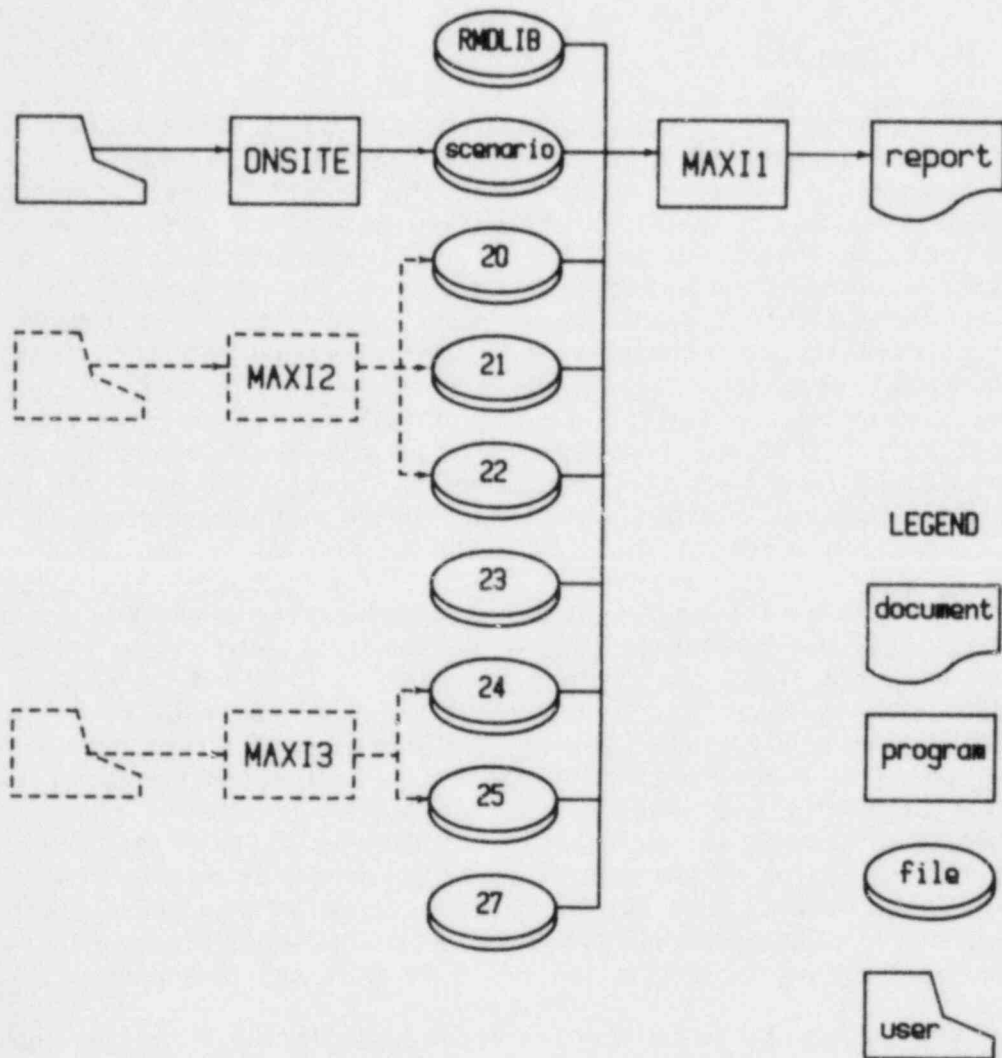 RMDLIB
ONSITE
scenario
MAXI1
report
20
MAXI2
21
22
LEGEND
23
document
24
MAXI3
program
25
file
27
user